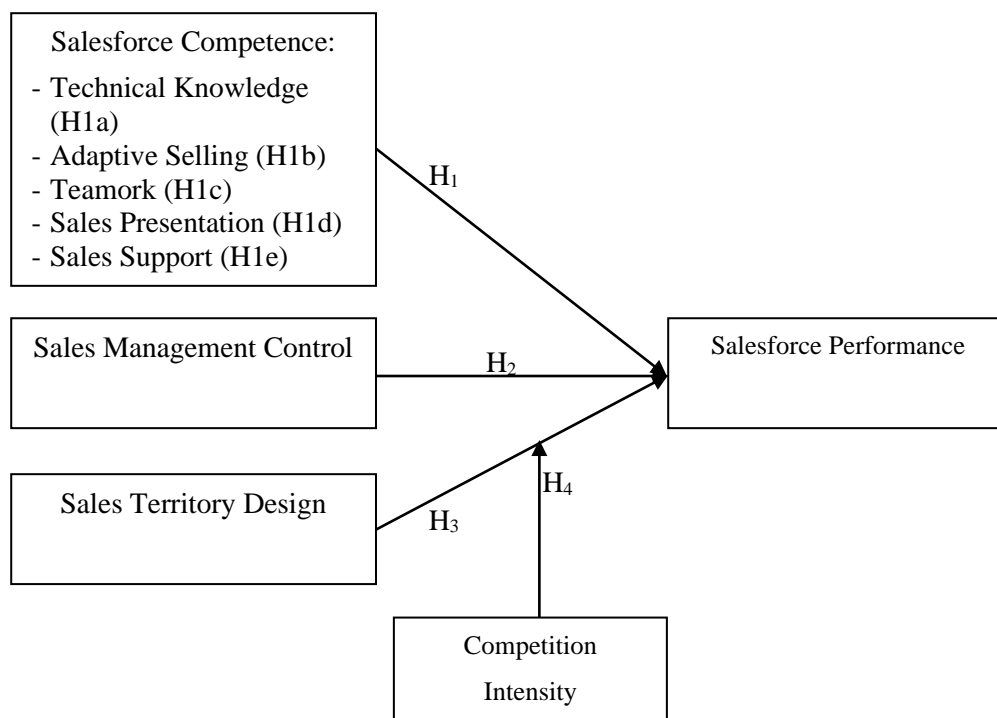 Salesforce Competence:
- Technical Knowledge
(H1a)
- Adaptive Selling (H1b)
- Teamork (H1c)
- Sales Presentation (H1d)
- Sales Support (H1e)
H1
Sales Management Control
H2
Salesforce Performance
Sales Territory Design
H3
H4
Competition
Intensity